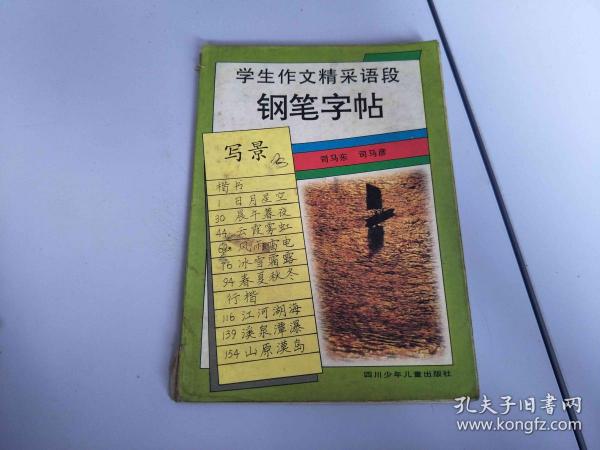 学生作文精采语段
钢笔字帖
写景
司马东 司马彦
楷书
1 日月星空
30 晨午暮夜
44 云霞雾虹
风雨雷电
76 冰雪霜露
94 春夏秋冬
行楷
116 江河湖海
139 溪泉潭瀑
154 山原漠岛
四川少年儿童出版社
孔夫子旧书网
www.kongfz.com